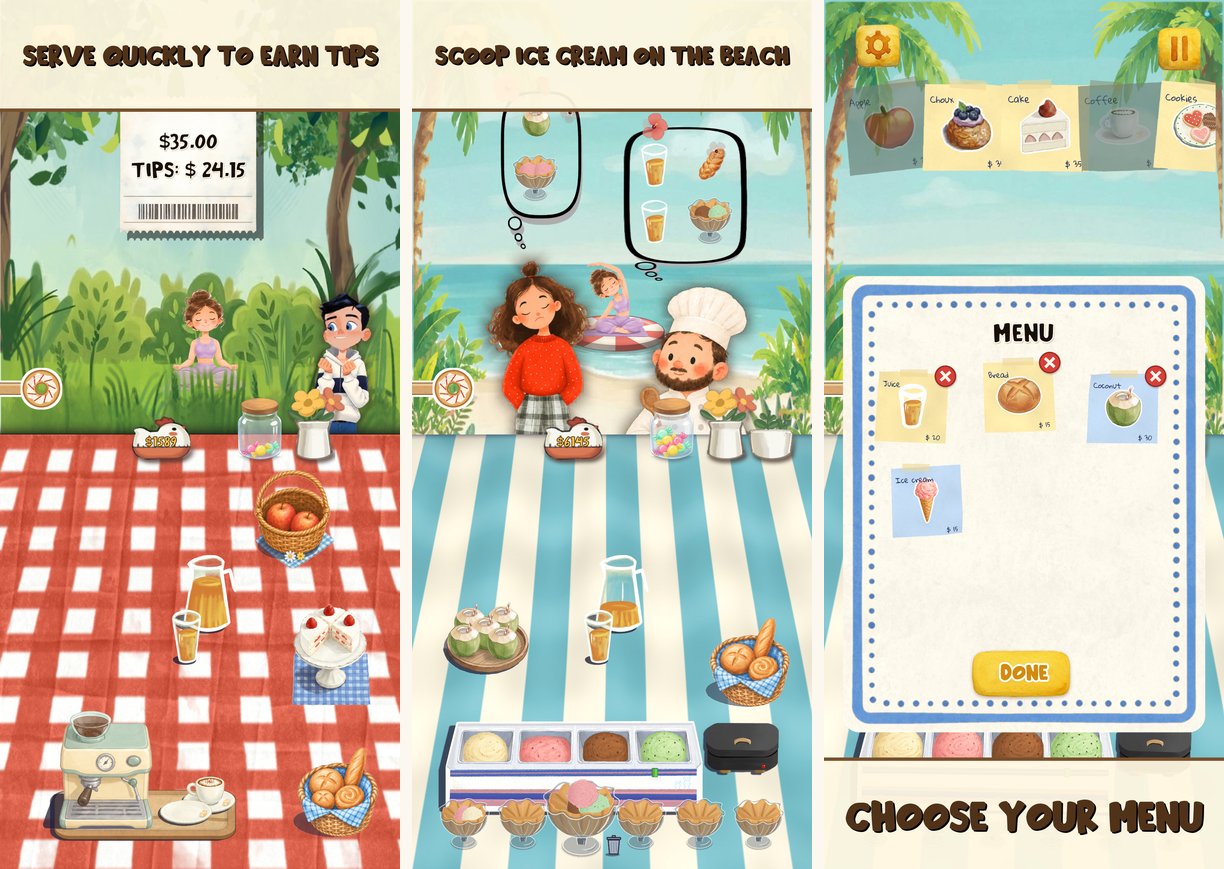 SERVE QUICKLY TO EARN TIPS
$35.00
TIPS: $ 24.15
$1589
SCOOP ICE CREAM ON THE BEACH
$6145
Apple
Choux
Cake
Coffee
Cookies
$ 35
MENU
Juice
$ 20
Bread
$ 15
Coconut
$ 30
Ice cream
$ 15
DONE
CHOOSE YOUR MENU